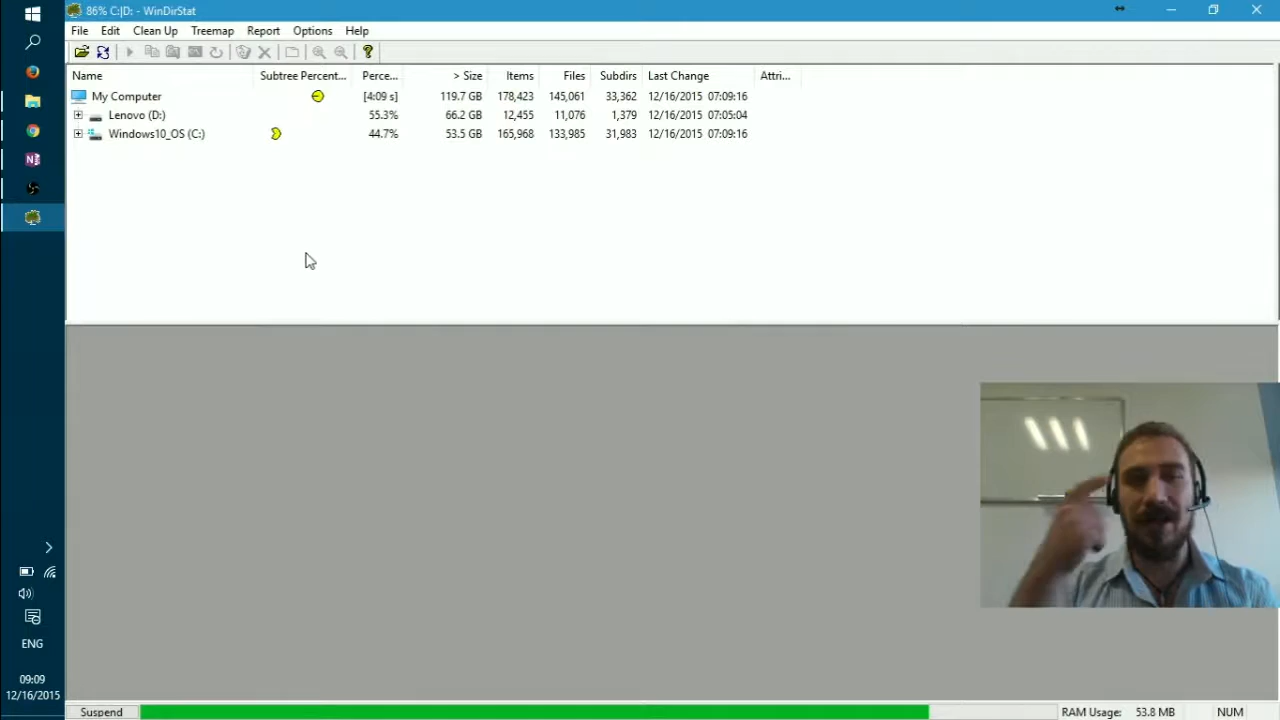 86% C:|D: - WinDirStat
File Edit Clean Up Treemap Report Options Help
Name Subtree Percent... Perce... > Size Items Files Subdirs Last Change Attri...
My Computer [4:09 s] 119.7 GB 178,423 145,061 33,362 12/16/2015 07:09:16
Lenovo (D:) 55.3% 66.2 GB 12,455 11,076 1,379 12/16/2015 07:05:04
Windows10_OS (C:) 44.7% 53.5 GB 165,968 133,985 31,983 12/16/2015 07:09:16
ENG
09:09
12/16/2015
Suspend RAM Usage: 53.8 MB NUM